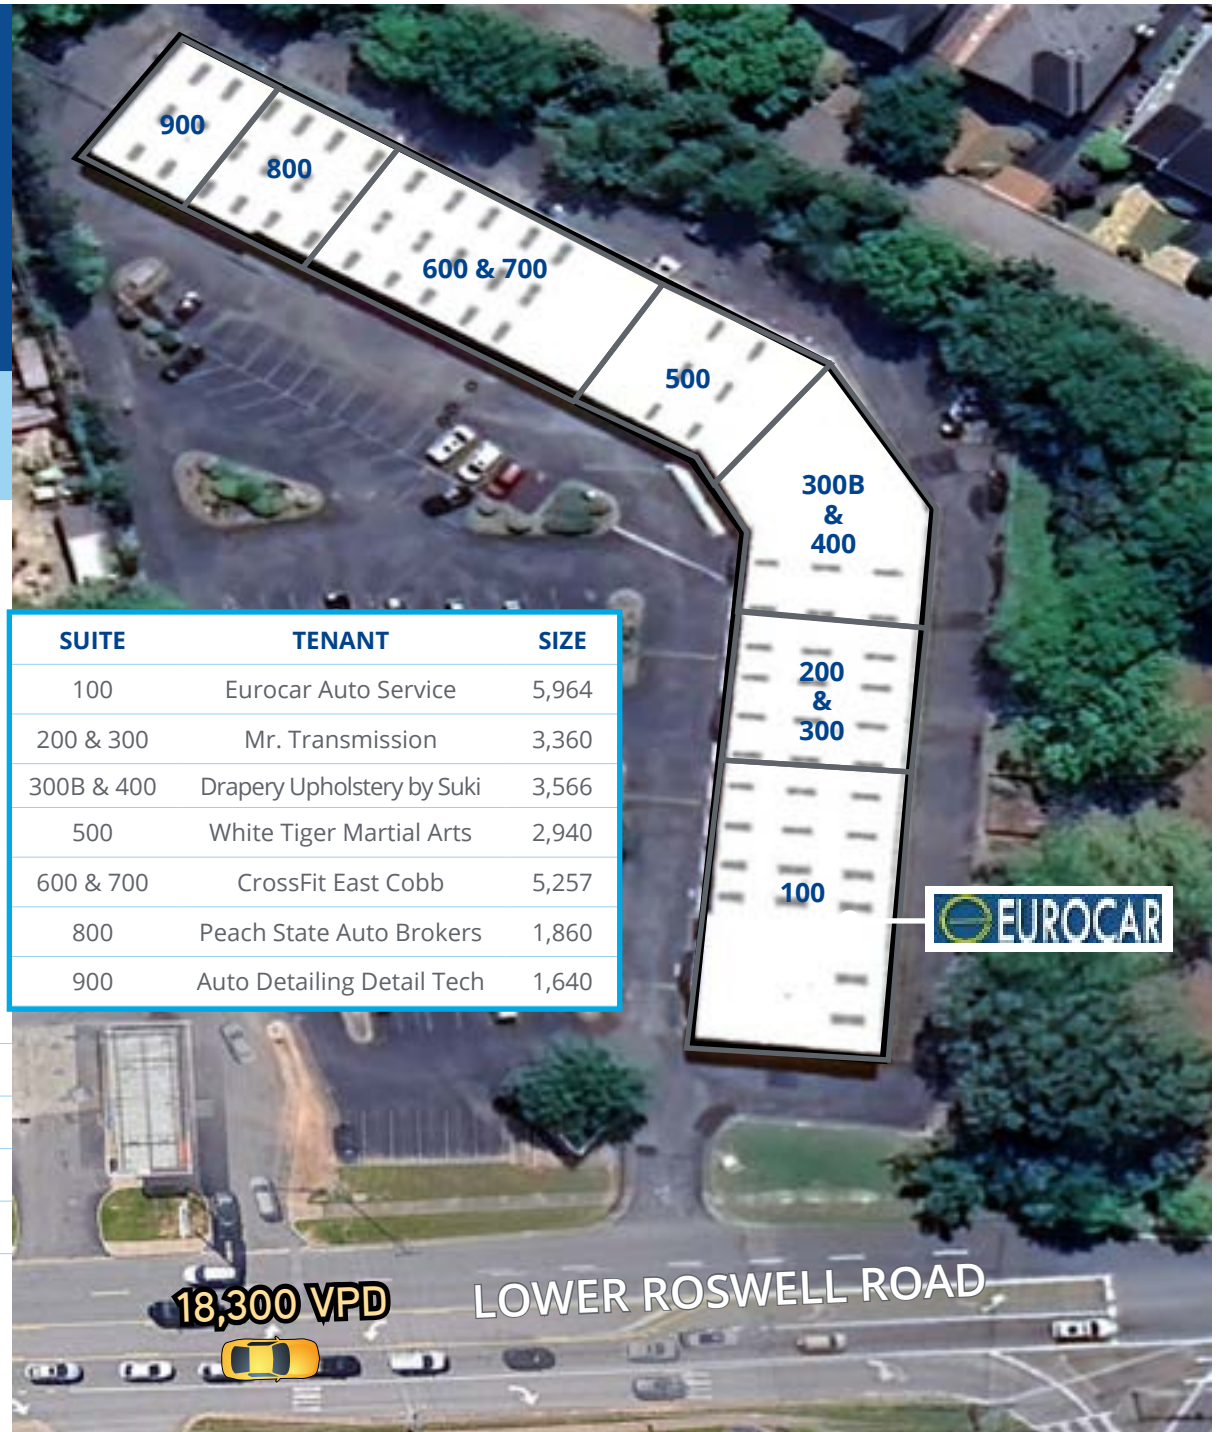 900
800
600 & 700
500
300B
&
400
200
&
300
100
EUROCAR
SUITE TENANT SIZE
100 Eurocar Auto Service 5,964
200 & 300 Mr. Transmission 3,360
300B & 400 Drapery Upholstery by Suki 3,566
500 White Tiger Martial Arts 2,940
600 & 700 CrossFit East Cobb 5,257
800 Peach State Auto Brokers 1,860
900 Auto Detailing Detail Tech 1,640
LOWER ROSWELL ROAD
18,300 VPD